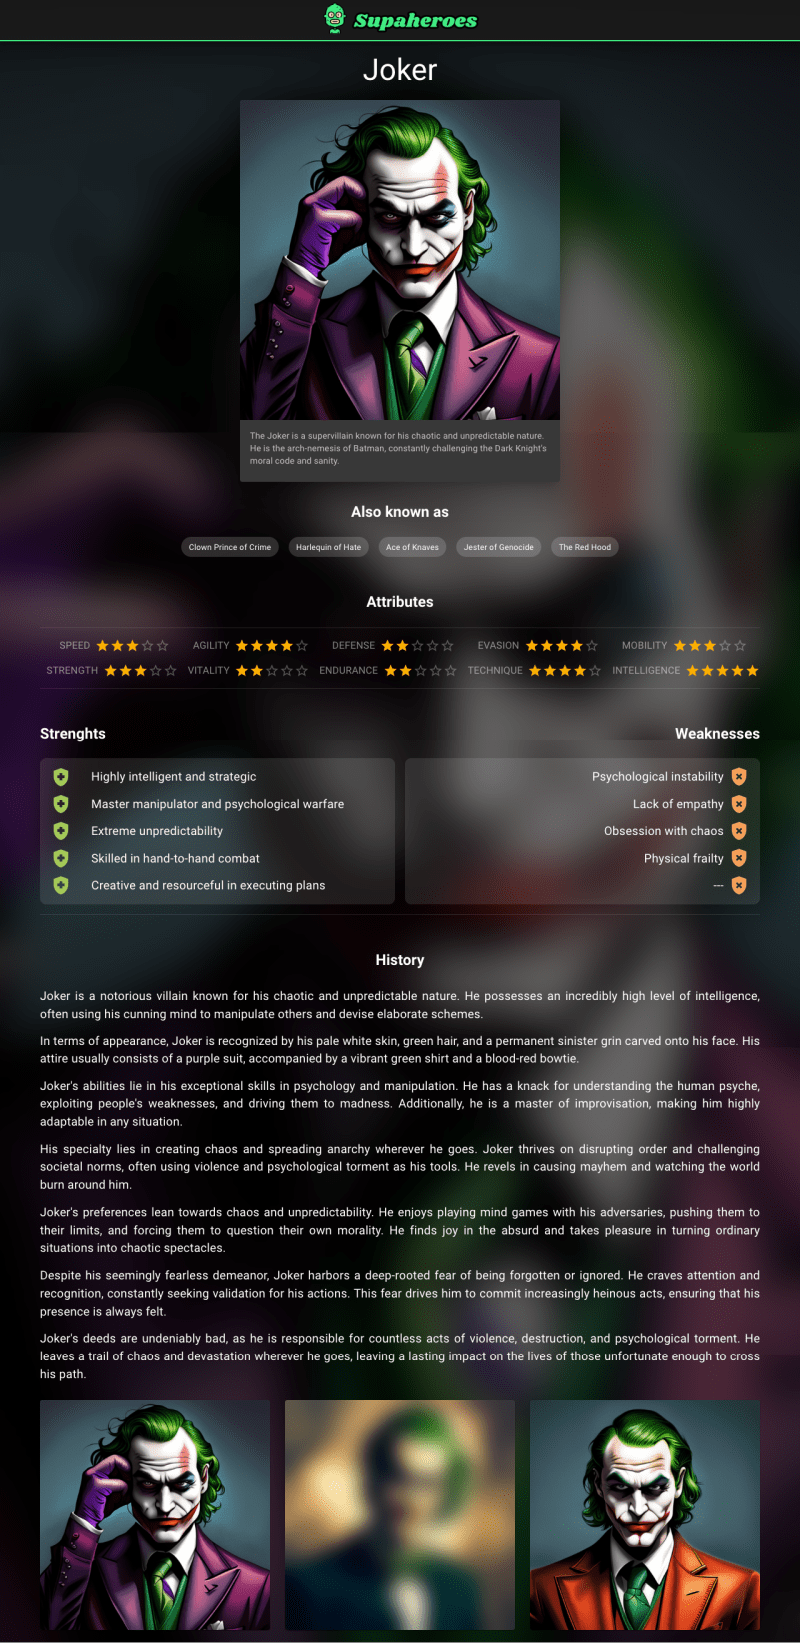 Supaheroes
Joker
The Joker is a supervillain known for his chaotic and unpredictable nature.
He is the arch-nemesis of Batman, constantly challenging the Dark Knight's
moral code and sanity.
Also known as
Clown Prince of Crime Harlequin of Hate Ace of Knaves Jester of Genocide The Red Hood
Attributes
SPEED AGILITY DEFENSE EVASION MOBILITY
STRENGTH VITALITY ENDURANCE TECHNIQUE INTELLIGENCE
Strenghts Weaknesses
Highly intelligent and strategic Psychological instability
Master manipulator and psychological warfare Lack of empathy
Extreme unpredictability Obsession with chaos
Skilled in hand-to-hand combat Physical frailty
Creative and resourceful in executing plans ---
History
Joker is a notorious villain known for his chaotic and unpredictable nature. He possesses an incredibly high level of intelligence,
often using his cunning mind to manipulate others and devise elaborate schemes.
In terms of appearance, Joker is recognized by his pale white skin, green hair, and a permanent sinister grin carved onto his face. His
attire usually consists of a purple suit, accompanied by a vibrant green shirt and a blood-red bowtie.
Joker's abilities lie in his exceptional skills in psychology and manipulation. He has a knack for understanding the human psyche,
exploiting people's weaknesses, and driving them to madness. Additionally, he is a master of improvisation, making him highly
adaptable in any situation.
His specialty lies in creating chaos and spreading anarchy wherever he goes. Joker thrives on disrupting order and challenging
societal norms, often using violence and psychological torment as his tools. He revels in causing mayhem and watching the world
burn around him.
Joker's preferences lean towards chaos and unpredictability. He enjoys playing mind games with his adversaries, pushing them to
their limits, and forcing them to question their own morality. He finds joy in the absurd and takes pleasure in turning ordinary
situations into chaotic spectacles.
Despite his seemingly fearless demeanor, Joker harbors a deep-rooted fear of being forgotten or ignored. He craves attention and
recognition, constantly seeking validation for his actions. This fear drives him to commit increasingly heinous acts, ensuring that his
presence is always felt.
Joker's deeds are undeniably bad, as he is responsible for countless acts of violence, destruction, and psychological torment. He
leaves a trail of chaos and devastation wherever he goes, leaving a lasting impact on the lives of those unfortunate enough to cross
his path.